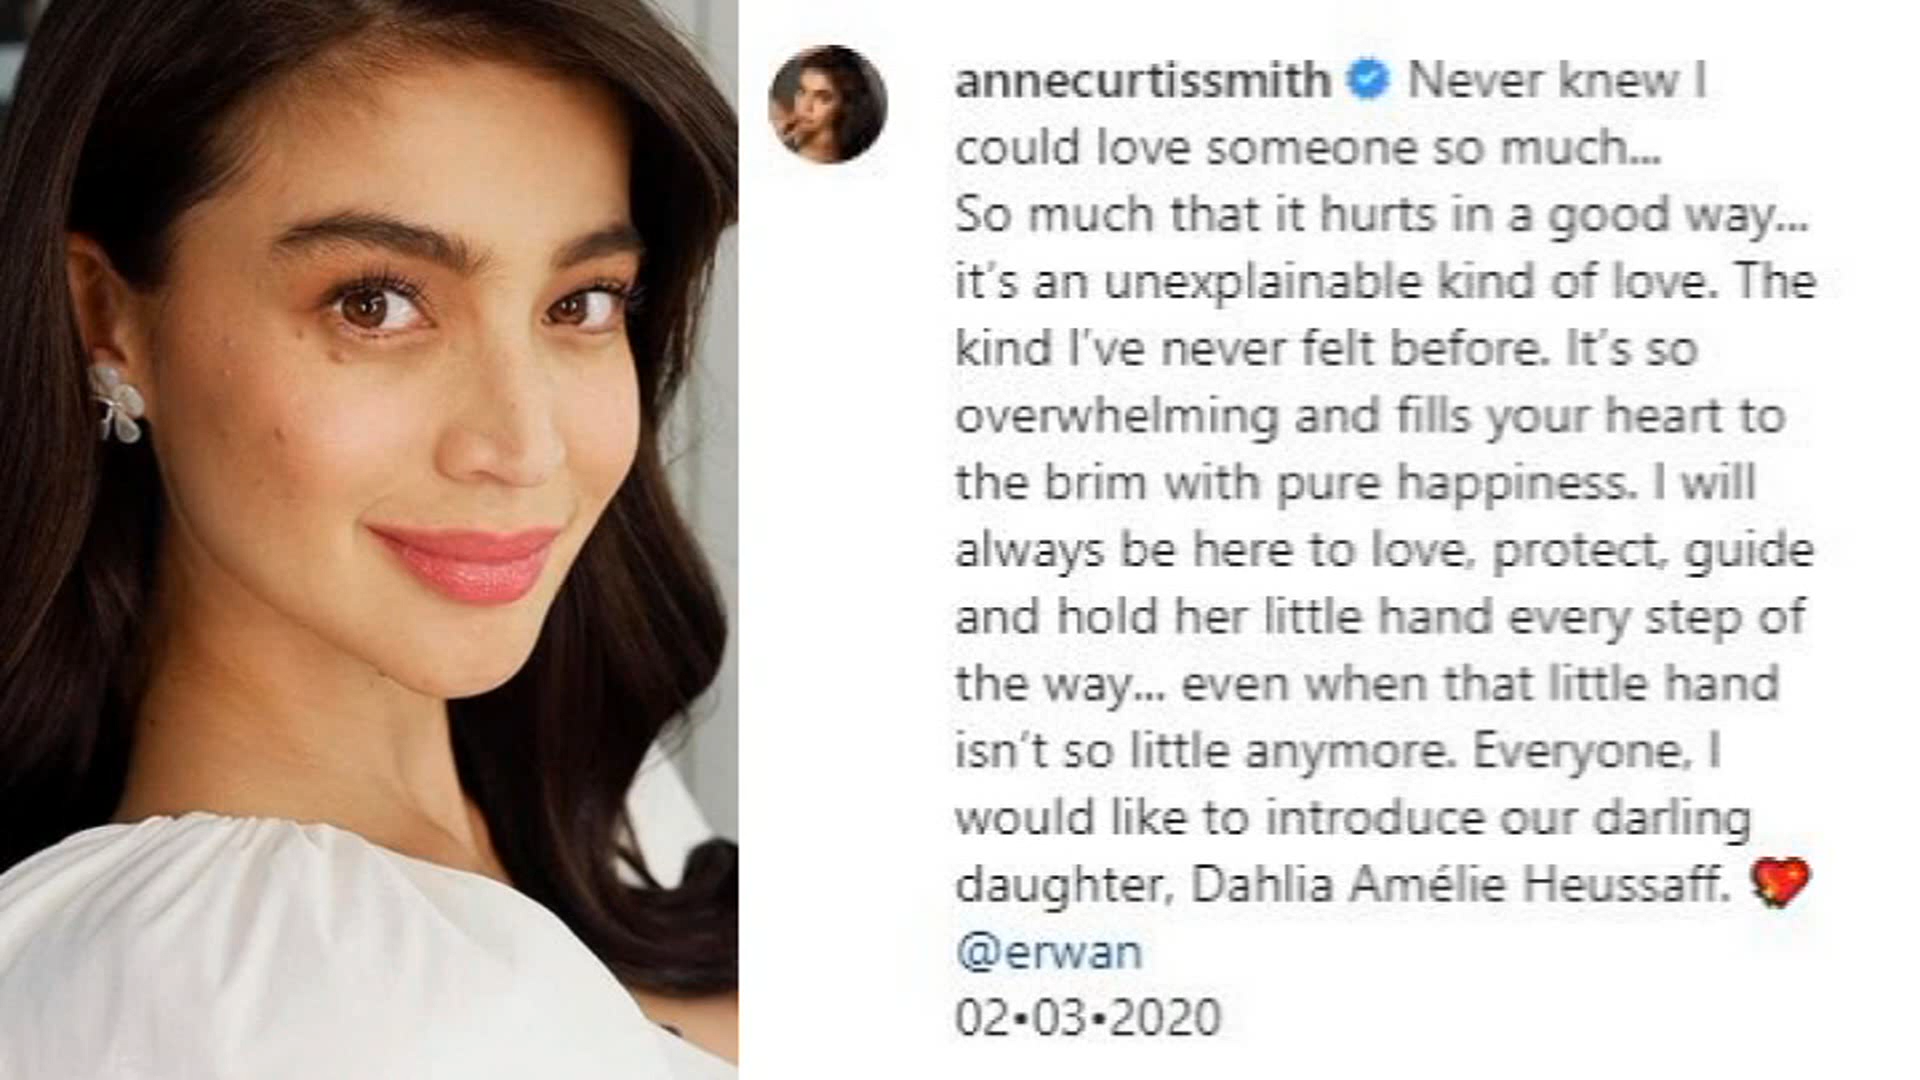 annecurtissmith Never knew I
could love someone so much...
So much that it hurts in a good way...
it's an unexplainable kind of love. The
kind I've never felt before. It's so
overwhelming and fills your heart to
the brim with pure happiness. I will
always be here to love, protect, guide
and hold her little hand every step of
the way... even when that little hand
isn't so little anymore. Everyone, I
would like to introduce our darling
daughter, Dahlia Amélie Heussaff. 💝
@erwan
02•03•2020